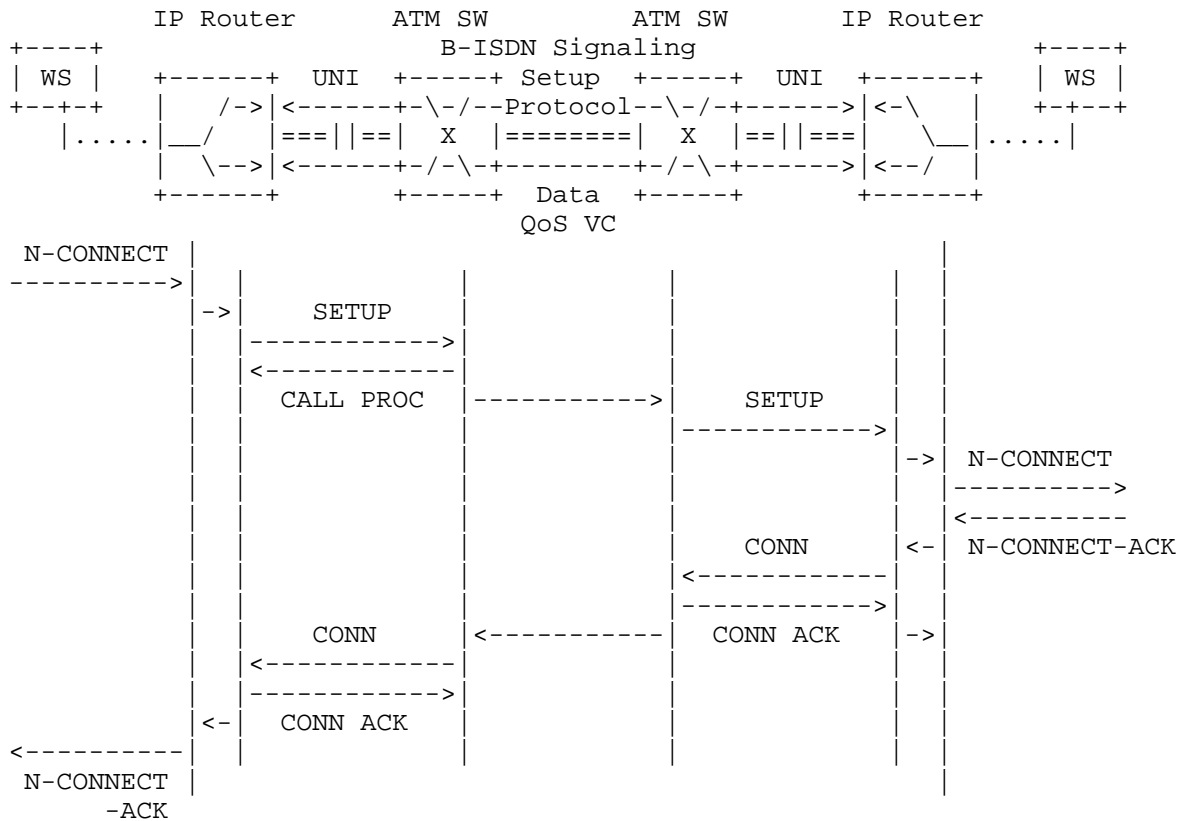 IP Router ATM SW ATM SW IP Router
B-ISDN Signaling
WS UNI Setup UNI WS
Protocol
X X
Data
QoS VC
N-CONNECT
SETUP
CALL PROC SETUP
N-CONNECT
CONN N-CONNECT-ACK
CONN CONN ACK
CONN ACK
N-CONNECT
-ACK